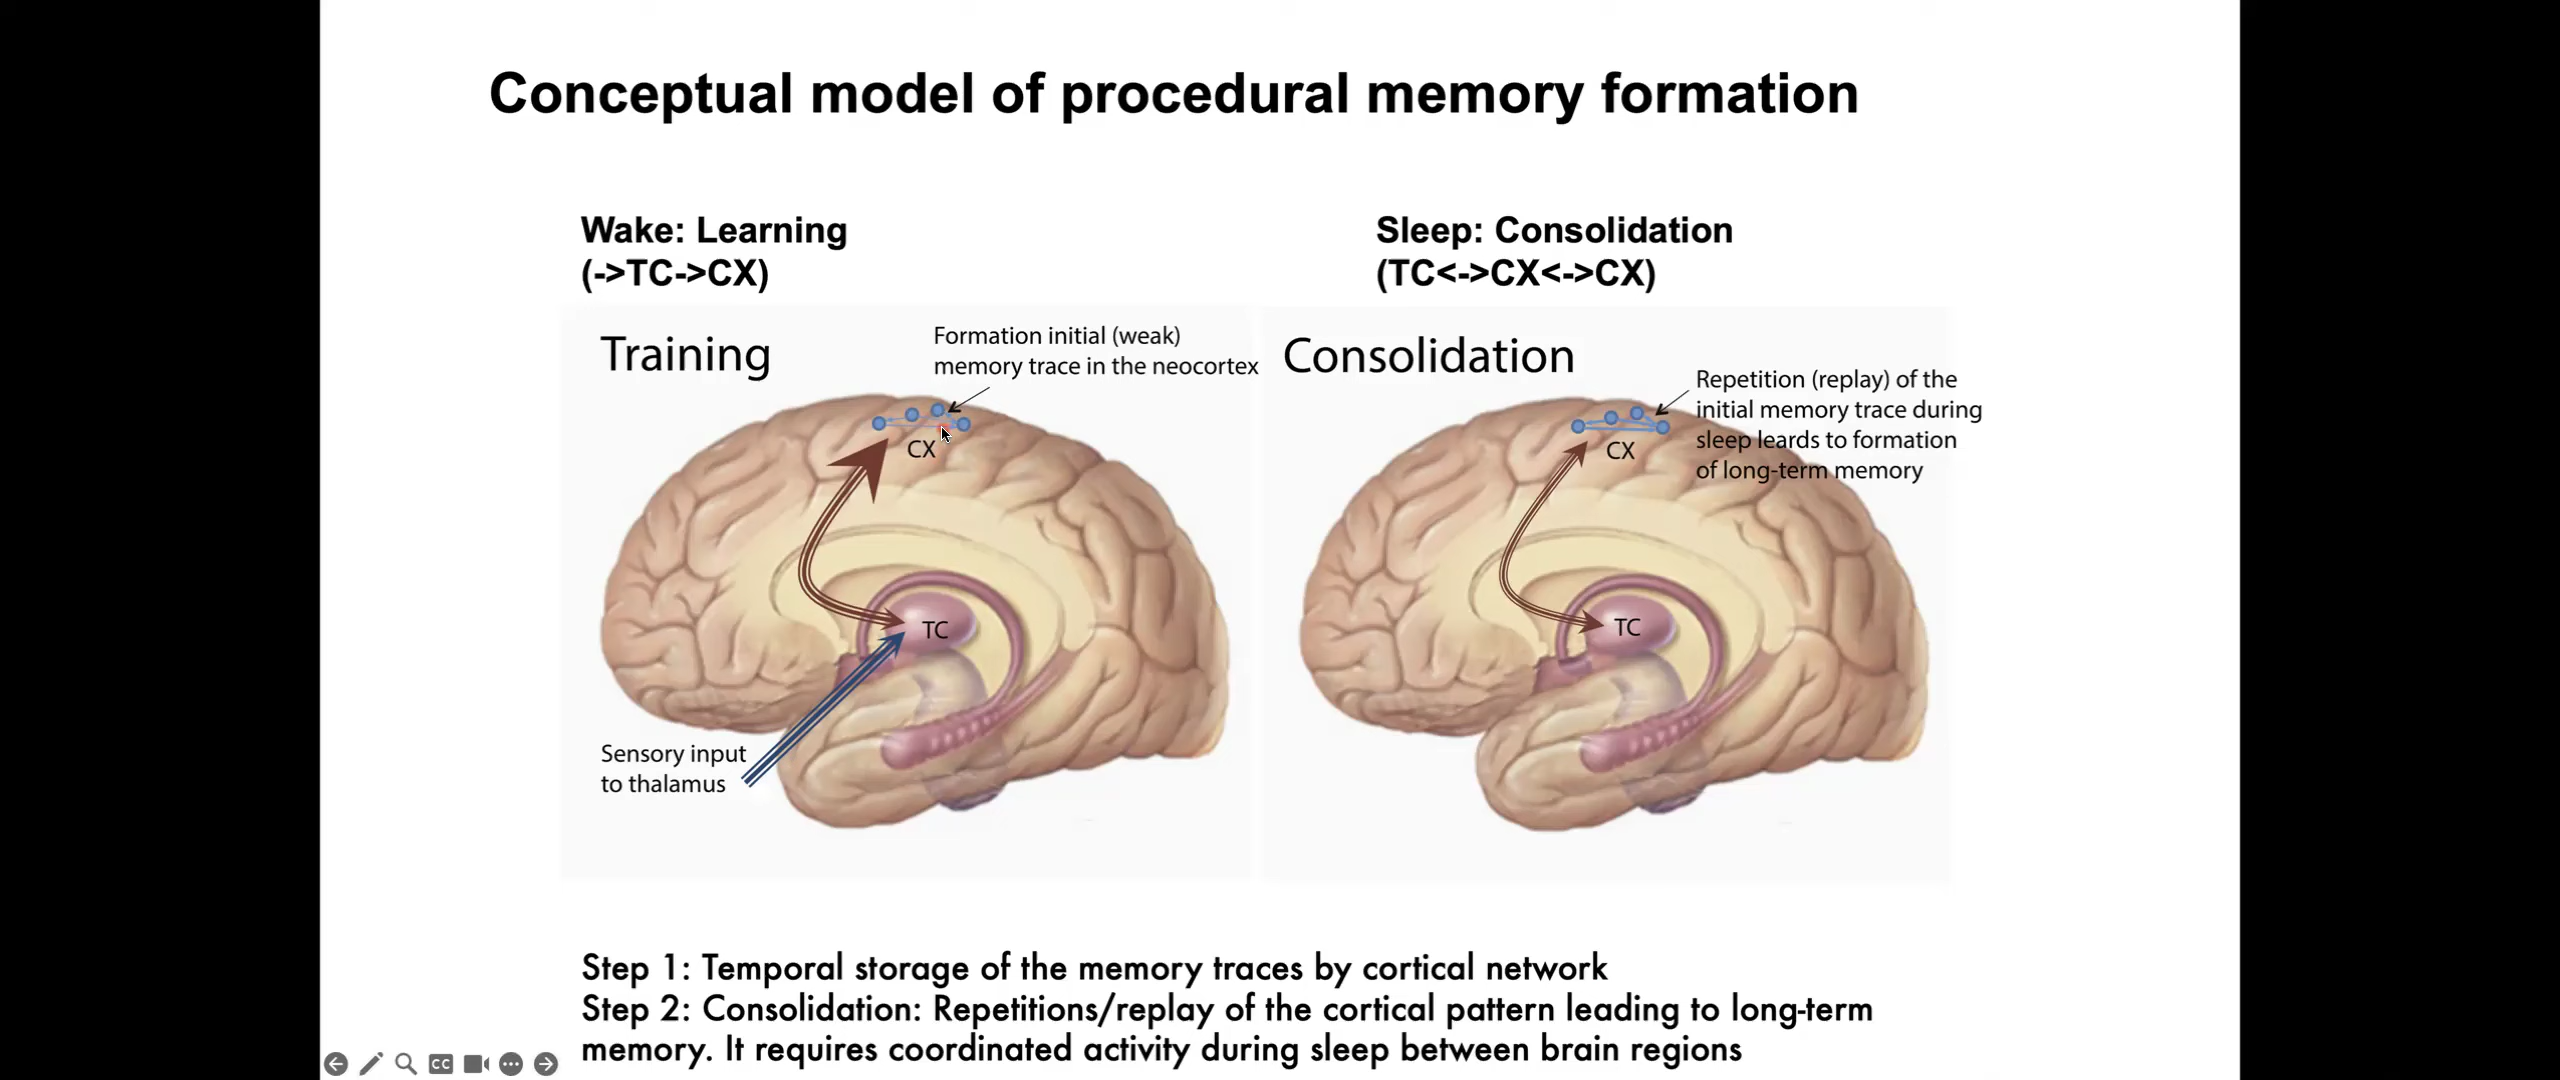 Conceptual model of procedural memory formation
Wake: Learning
(->TC->CX)
Sleep: Consolidation
(TC<->CX<->CX)
Training
Formation initial (weak)
memory trace in the neocortex
CX
TC
Sensory input
to thalamus
Consolidation
Repetition (replay) of the
initial memory trace during
sleep leards to formation
of long-term memory
CX
TC
Step 1: Temporal storage of the memory traces by cortical network
Step 2: Consolidation: Repetitions/replay of the cortical pattern leading to long-term
memory. It requires coordinated activity during sleep between brain regions
CC